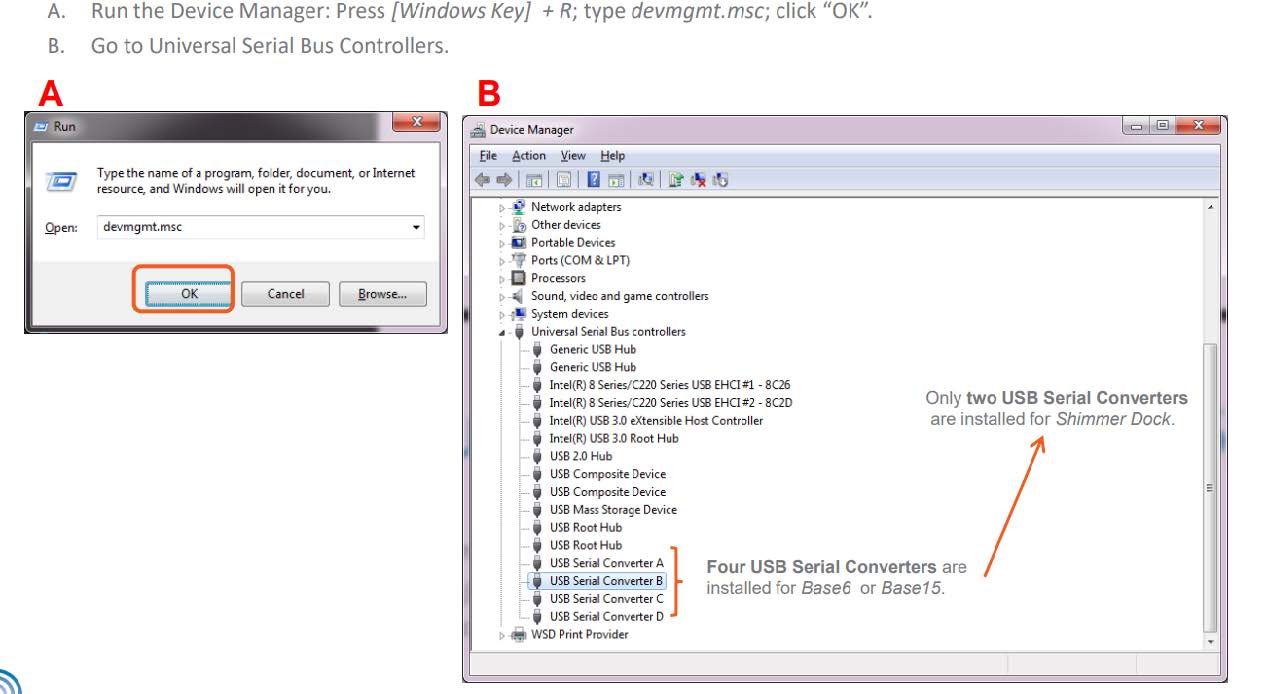 A. Run the Device Manager: Press [Windows Key] + R; type devmgmt.msc; click “OK”.
B. Go to Universal Serial Bus Controllers.
A
Run
Type the name of a program, folder, document, or Internet
resource, and Windows will open it for you.
Open: devmgmt.msc
OK Cancel Browse...
B
Device Manager
File Action View Help
Network adapters
Other devices
Portable Devices
Ports (COM & LPT)
Processors
Sound, video and game controllers
System devices
Universal Serial Bus controllers
Generic USB Hub
Generic USB Hub
Intel(R) 8 Series/C220 Series USB EHCI #1 - 8C26
Intel(R) 8 Series/C220 Series USB EHCI #2 - 8C2D
Intel(R) USB 3.0 eXtensible Host Controller
Intel(R) USB 3.0 Root Hub
USB 2.0 Hub
USB Composite Device
USB Composite Device
USB Mass Storage Device
USB Root Hub
USB Root Hub
USB Serial Converter A
USB Serial Converter B
USB Serial Converter C
USB Serial Converter D
WSD Print Provider
Only two USB Serial Converters
are installed for Shimmer Dock.
Four USB Serial Converters are
installed for Base6 or Base15.